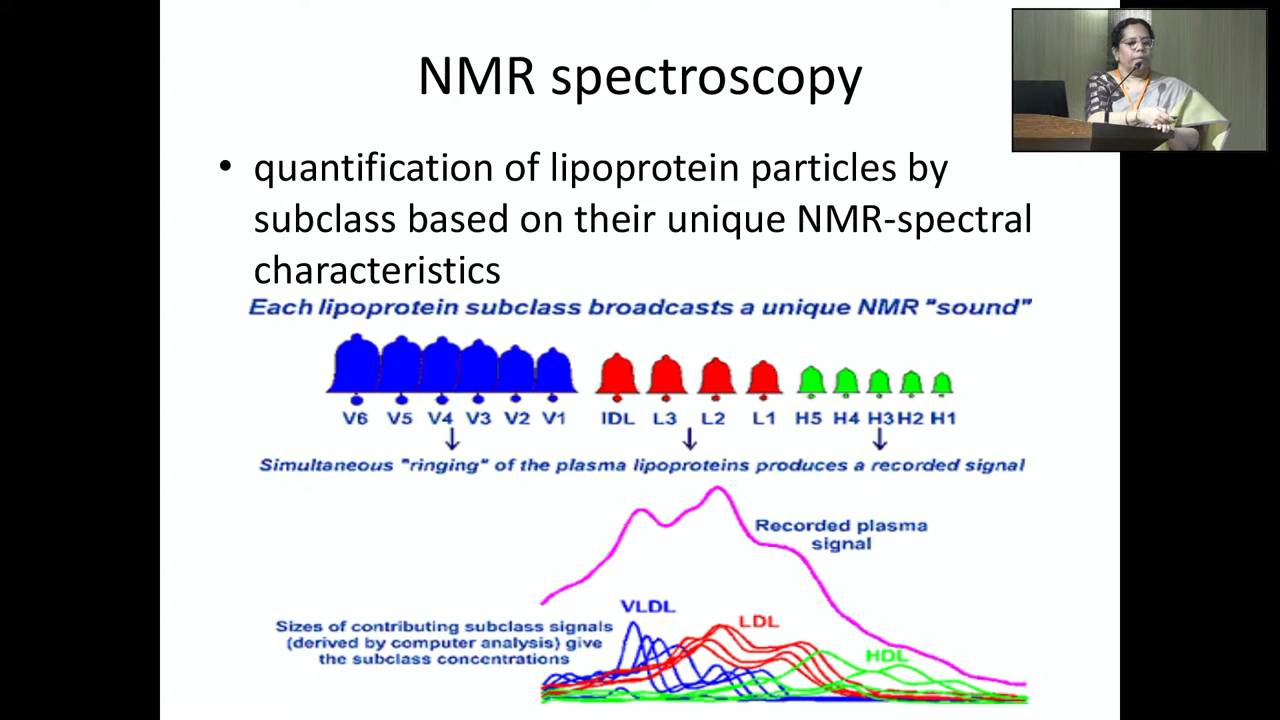 NMR spectroscopy
• quantification of lipoprotein particles by
subclass based on their unique NMR-spectral
characteristics
Each lipoprotein subclass broadcasts a unique NMR "sound"
V6 V5 V4 V3 V2 V1 IDL L3 L2 L1 H5 H4 H3 H2 H1
Simultaneous "ringing" of the plasma lipoproteins produces a recorded signal
Recorded plasma
signal
VLDL
LDL
HDL
Sizes of contributing subclass signals
(derived by computer analysis) give
the subclass concentrations